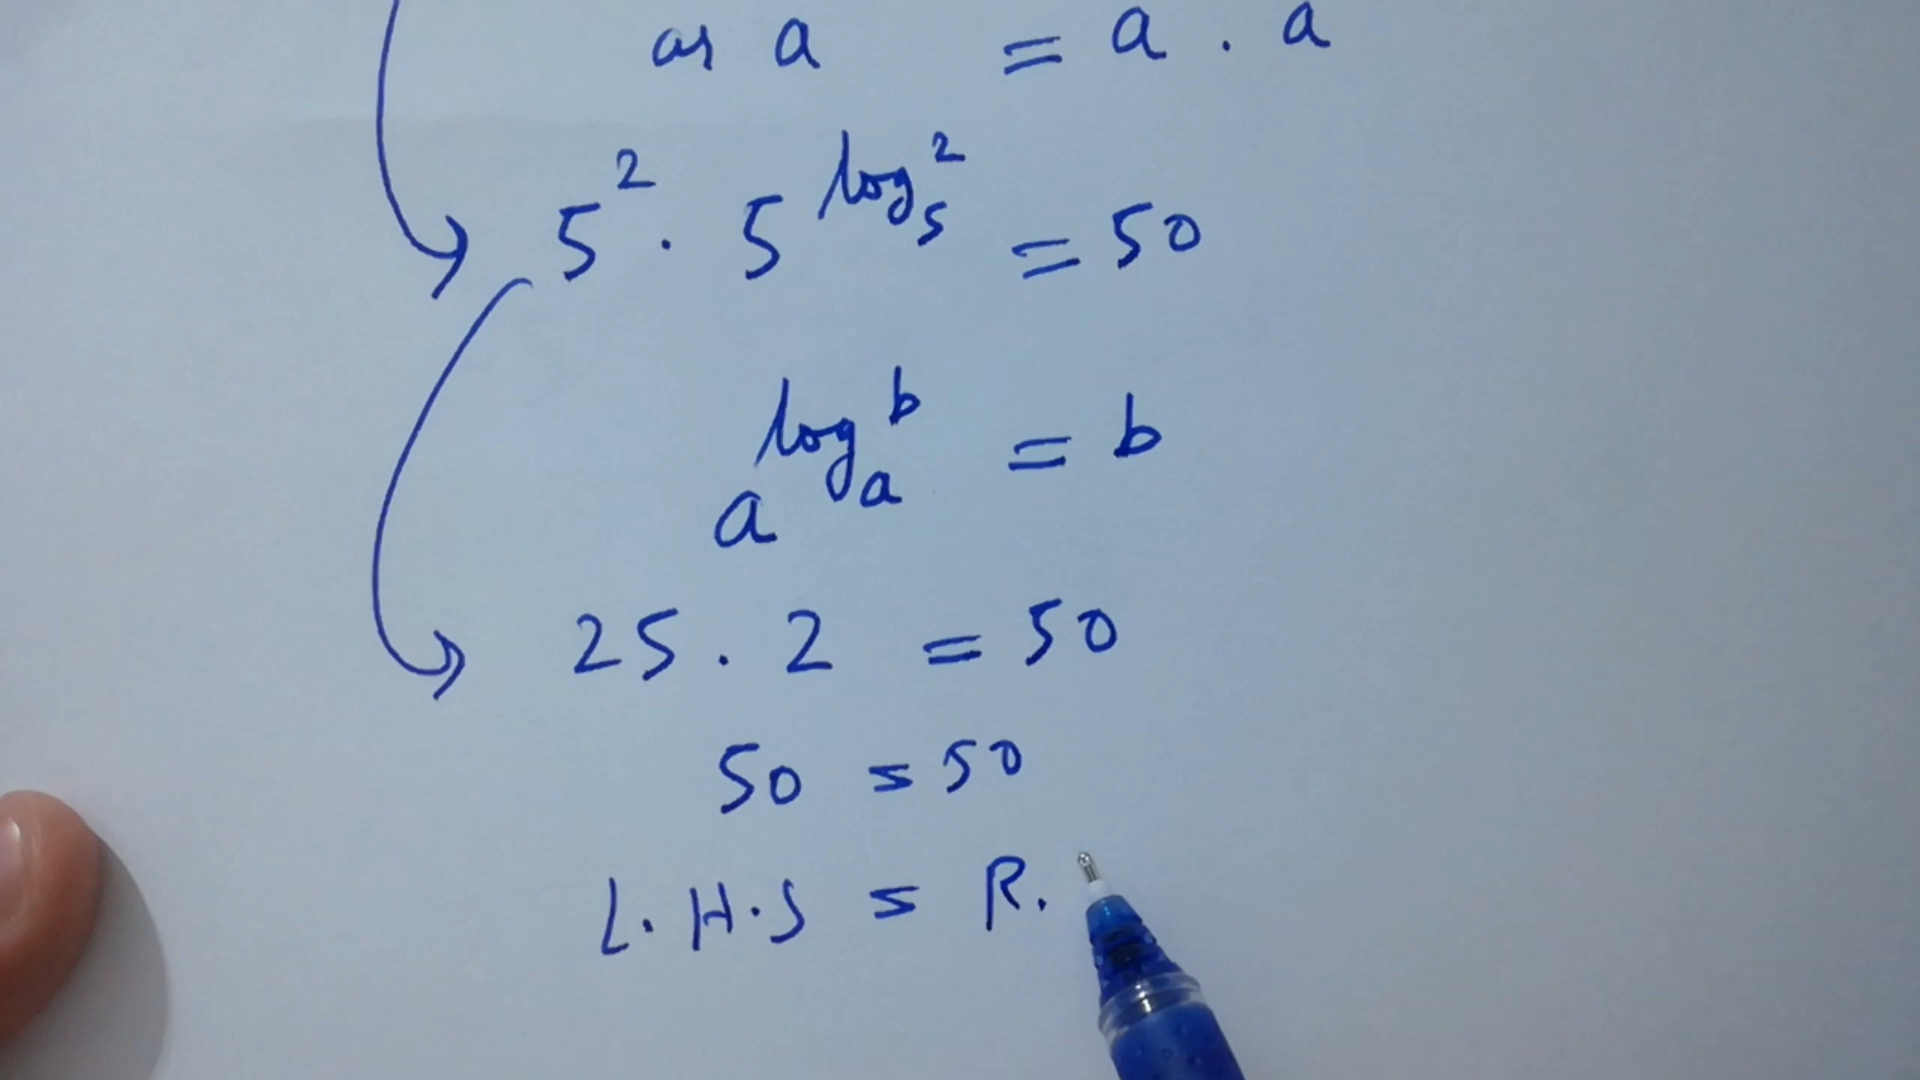 as a = a . a
5² . 5^log₅² = 50
a^logₐᵇ = b
25 . 2 = 50
50 = 50
L.H.S = R.